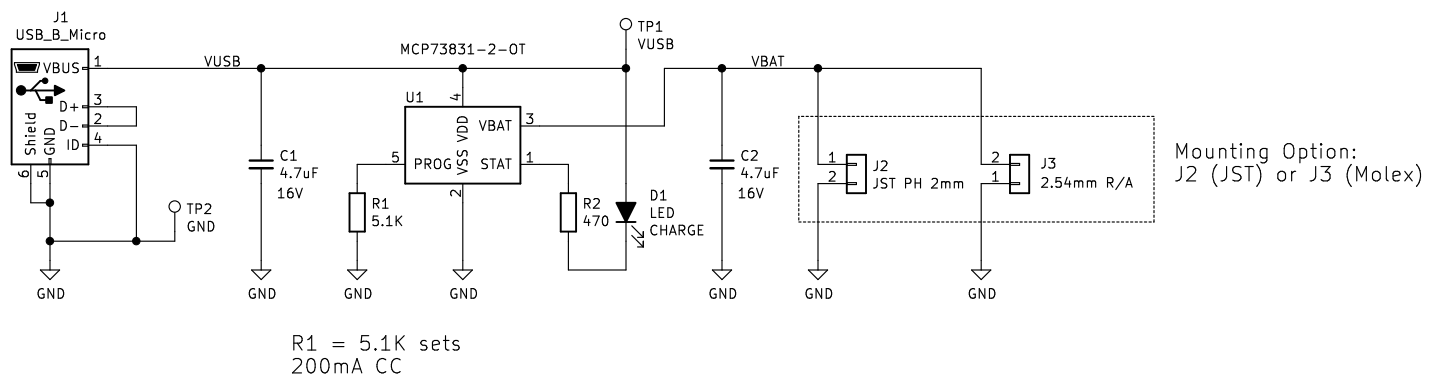 J1
USB_B_Micro
VBUS 1
D+ 3
D- 2
ID 4
Shield
GND
6
5
GND
TP2
GND
VUSB
C1
4.7uF
16V
GND
MCP73831-2-OT
U1
4
VDD
VSS
2
VBAT 3
STAT 1
5 PROG
R1
5.1K
GND
GND
R2
470
D1
LED
CHARGE
TP1
VUSB
VBAT
C2
4.7uF
16V
GND
1
2
J2
JST PH 2mm
GND
2
1
J3
2.54mm R/A
GND
Mounting Option:
J2 (JST) or J3 (Molex)
R1 = 5.1K sets
200mA CC